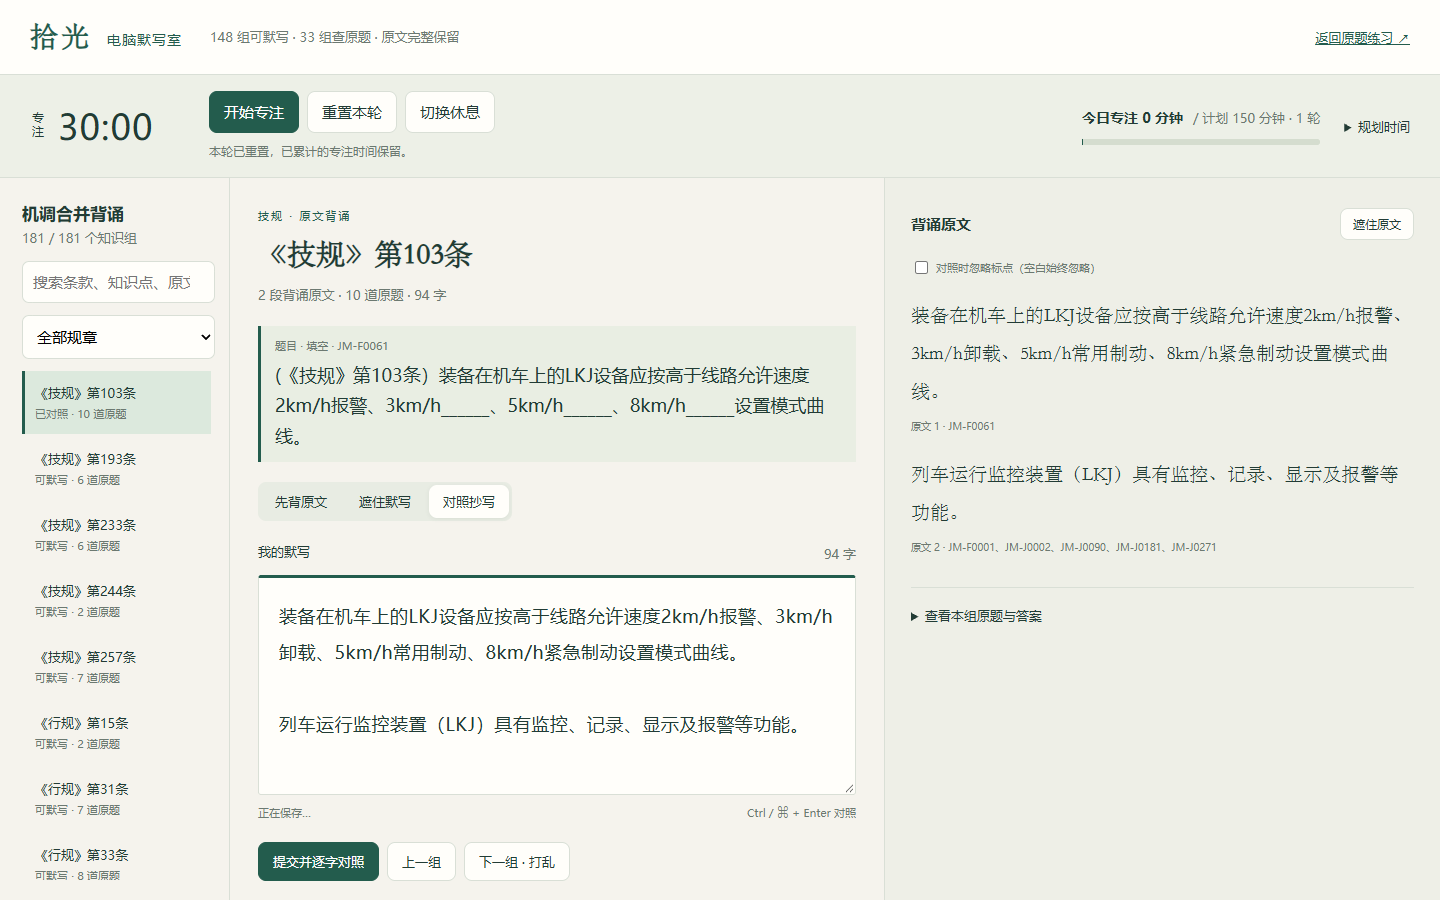 拾光 电脑默写室 148 组可默写 · 33 组查原题 · 原文完整保留 返回原题练习 ↗
专注 30:00 开始专注 重置本轮 切换休息
本轮已重置，已累计的专注时间保留。
今日专注 0 分钟 / 计划 150 分钟 · 1 轮
▶ 规划时间
机调合并背诵
181 / 181 个知识组
搜索条款、知识点、原文
全部规章
《技规》第103条
已对照 · 10 道原题
《技规》第193条
可默写 · 6 道原题
《技规》第233条
可默写 · 6 道原题
《技规》第244条
可默写 · 2 道原题
《技规》第257条
可默写 · 7 道原题
《行规》第15条
可默写 · 2 道原题
《行规》第31条
可默写 · 7 道原题
《行规》第33条
可默写 · 8 道原题
技规 · 原文背诵
《技规》第103条
2 段背诵原文 · 10 道原题 · 94 字
题目 · 填空 · JM-F0061
(《技规》第103条）装备在机车上的LKJ设备应按高于线路允许速度
2km/h报警、3km/h_____、5km/h_____、8km/h_____设置模式曲
线。
先背原文 遮住默写 对照抄写
我的默写 94 字
装备在机车上的LKJ设备应按高于线路允许速度2km/h报警、3km/h
卸载、5km/h常用制动、8km/h紧急制动设置模式曲线。
列车运行监控装置（LKJ）具有监控、记录、显示及报警等功能。
正在保存... Ctrl / ⌘ + Enter 对照
提交并逐字对照 上一组 下一组 · 打乱
背诵原文 遮住原文
对照时忽略标点（空白始终忽略）
装备在机车上的LKJ设备应按高于线路允许速度2km/h报警、
3km/h卸载、5km/h常用制动、8km/h紧急制动设置模式曲
线。
原文 1 · JM-F0061
列车运行监控装置（LKJ）具有监控、记录、显示及报警等
功能。
原文 2 · JM-F0001、JM-J0002、JM-J0090、JM-J0181、JM-J0271
▶ 查看本组原题与答案